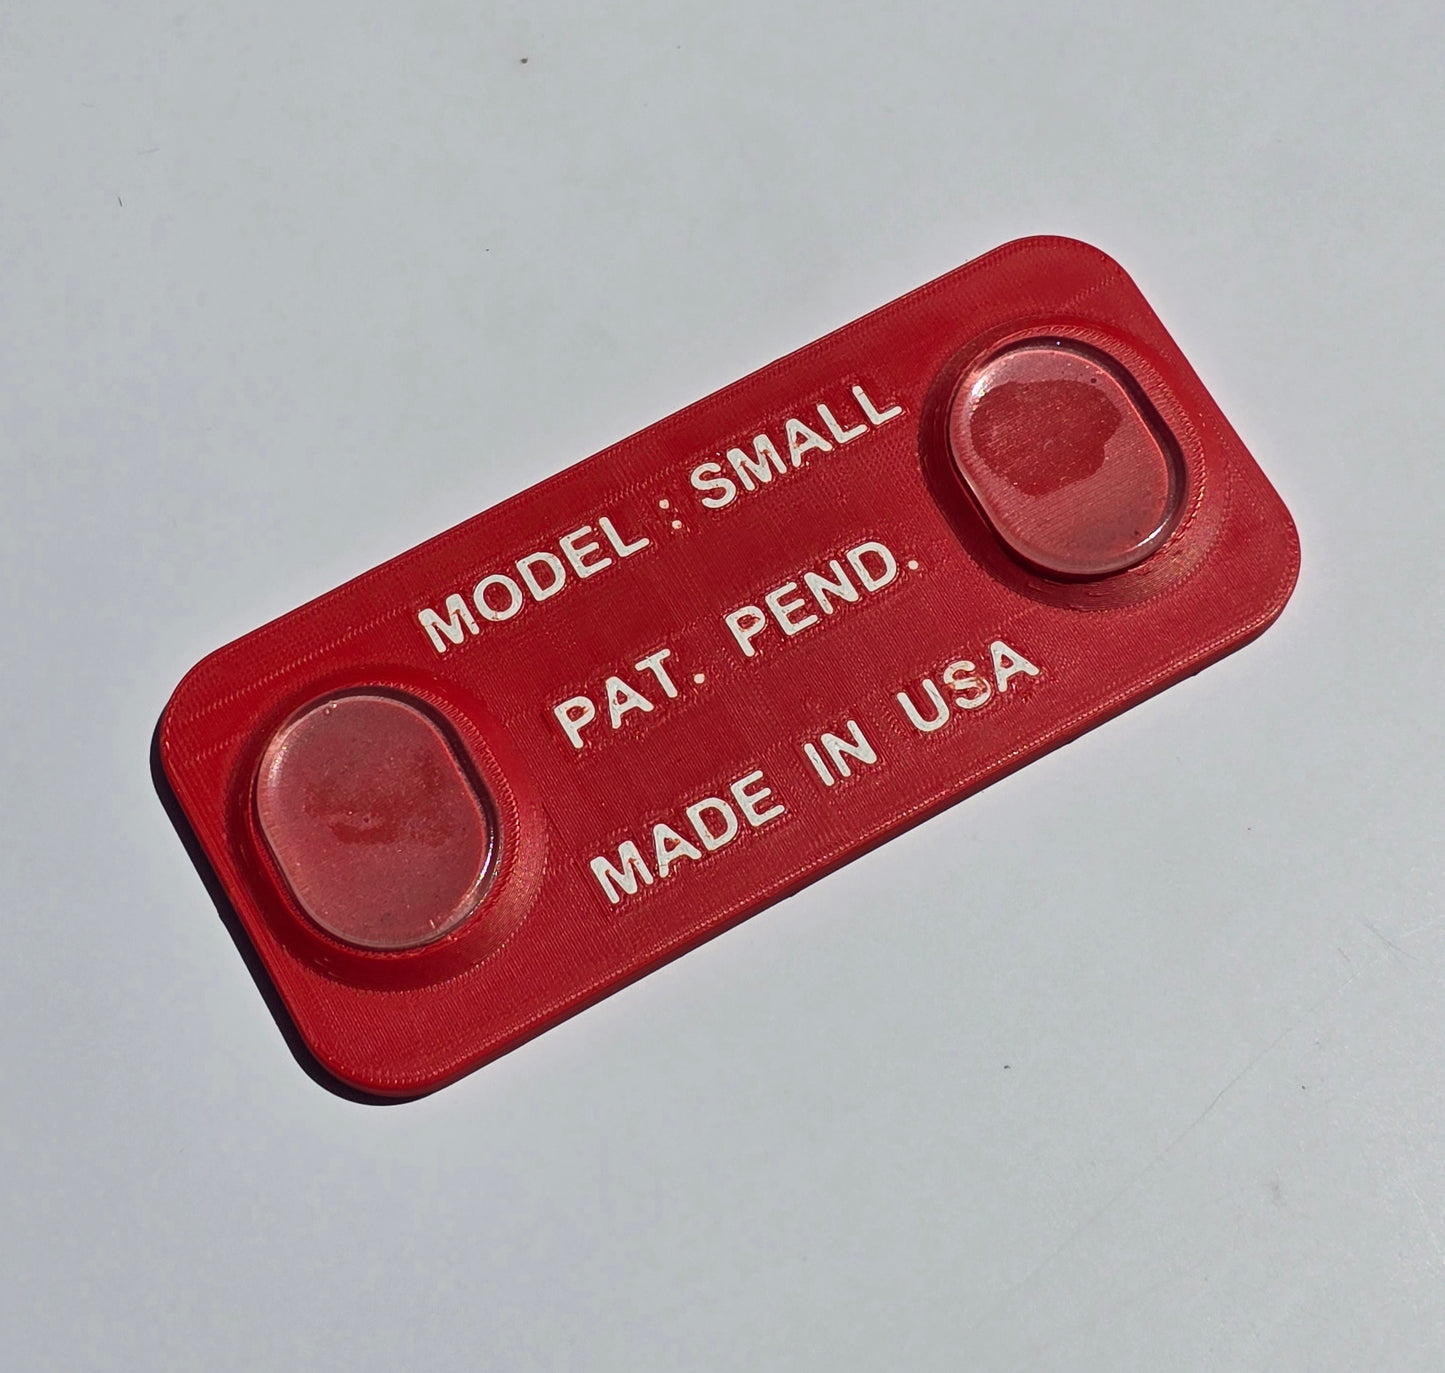 MODEL : SMALL
PAT. PEND.
MADE IN USA